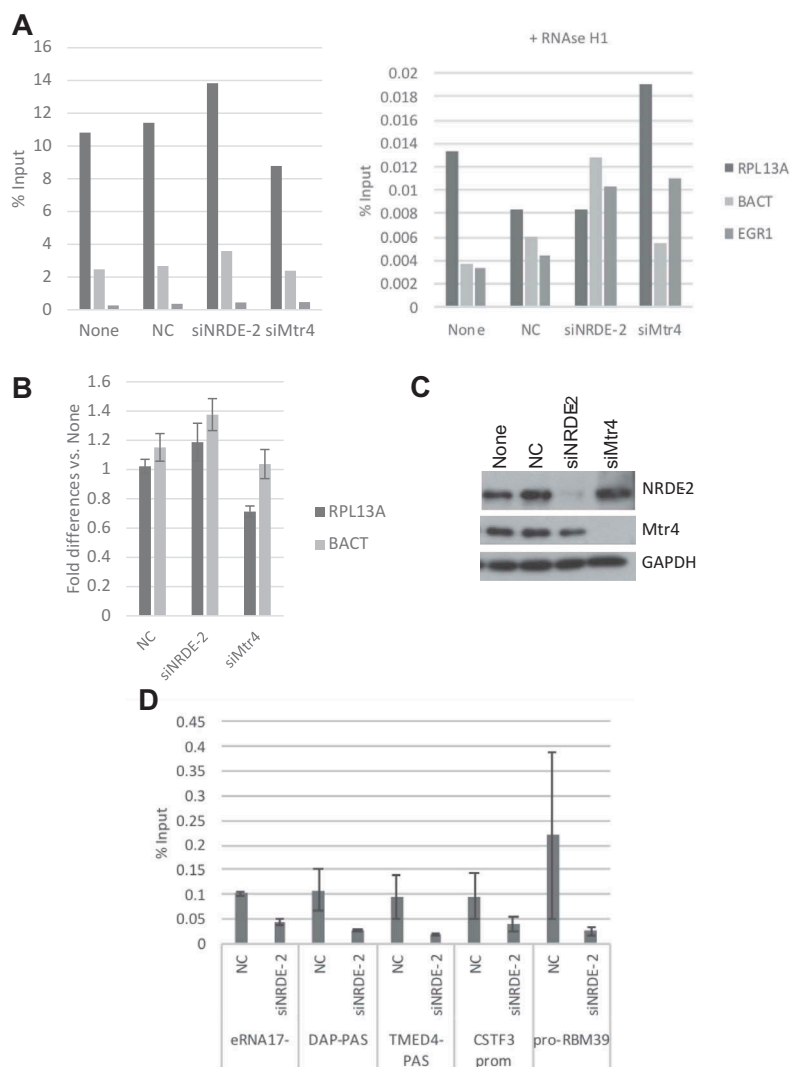 A
16
14
12
10
8
6
4
2
0
% Input
None NC siNRDE-2 siMtr4
+ RNAse H1
0.02
0.018
0.016
0.014
0.012
0.01
0.008
0.006
0.004
0.002
0
% Input
None NC siNRDE-2 siMtr4
RPL13A
BACT
EGR1
B
1.6
1.4
1.2
1
0.8
0.6
0.4
0.2
0
Fold differences vs. None
NC siNRDE-2 siMtr4
RPL13A
BACT
C
None NC siNRDE2 siMtr4
NRDE-2
Mtr4
GAPDH
D
0.45
0.4
0.35
0.3
0.25
0.2
0.15
0.1
0.05
0
% Input
NC siNRDE-2 NC siNRDE-2 NC siNRDE-2 NC siNRDE-2 NC siNRDE-2
eRNA17- DAP-PAS TMED4- CSTF3 pro-RBM39
PAS prom